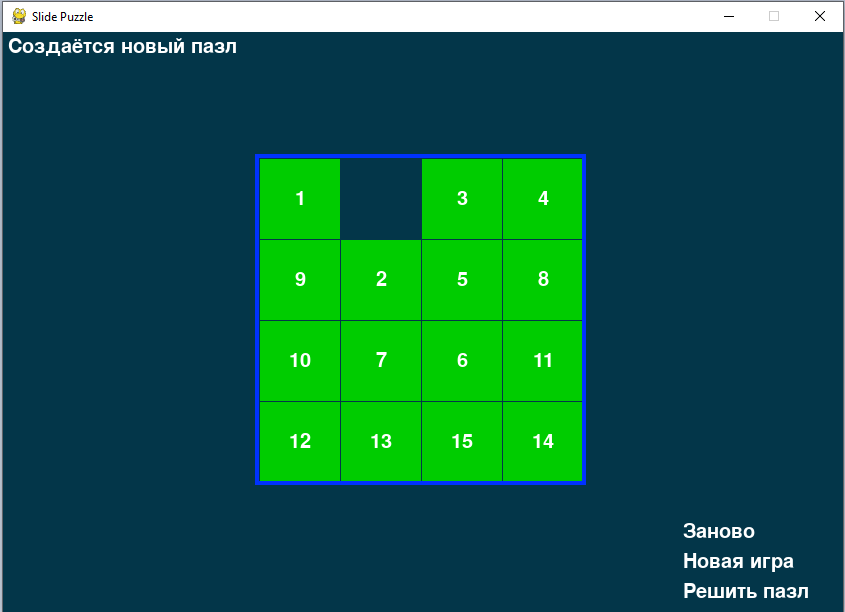 Slide Puzzle
Создаётся новый пазл
1 3 4
9 2 5 8
10 7 6 11
12 13 15 14
Заново
Новая игра
Решить пазл